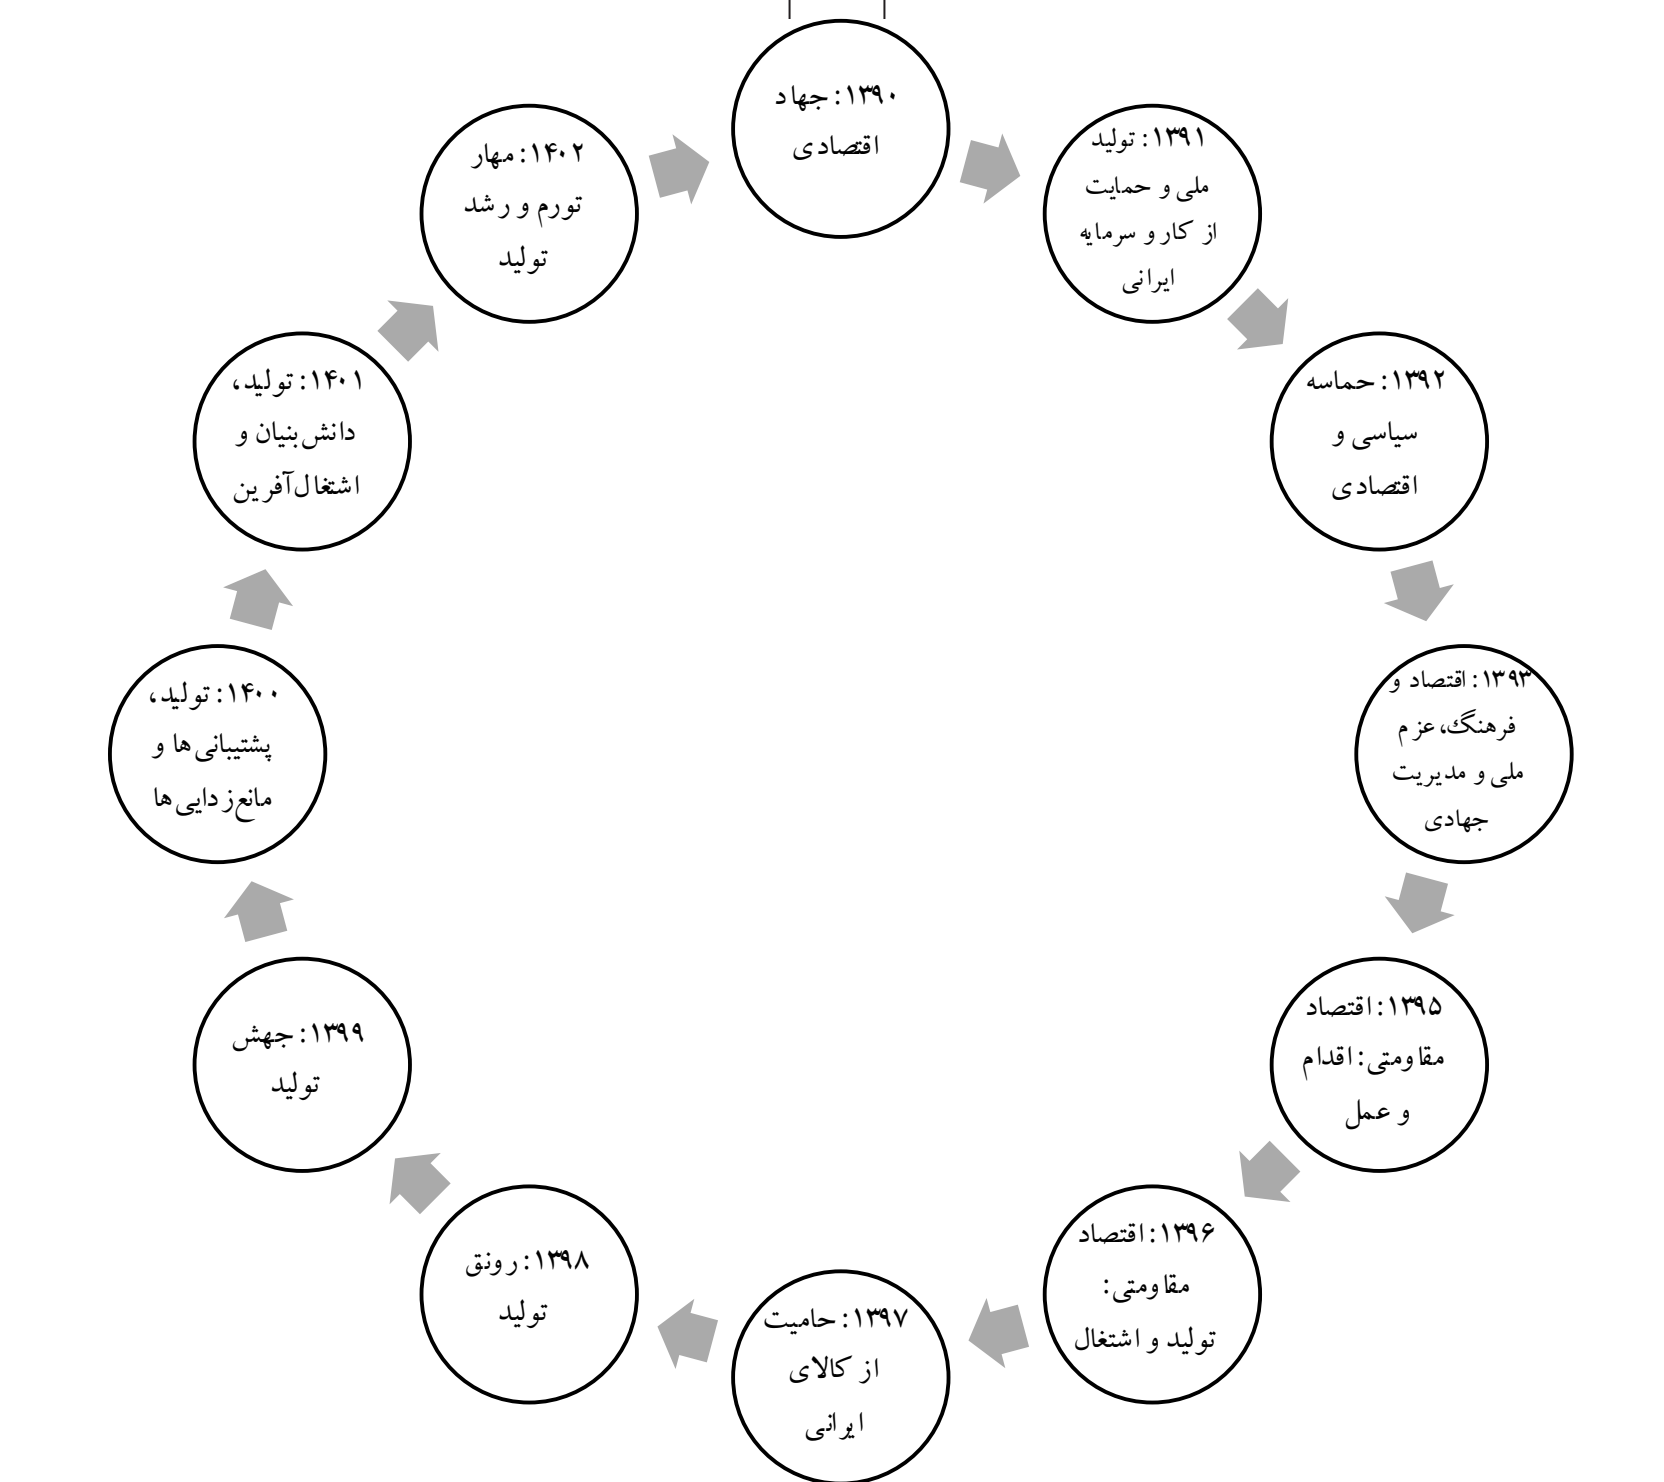 ۱۳۹۰: جهاد
اقتصادی
۱۳۹۱: تولید
ملی و حمایت
از کار و سرمایه
ایرانی
۱۳۹۲: حماسه
سیاسی و
اقتصادی
۱۳۹۳: اقتصاد و
فرهنگ، عزم
ملی و مدیریت
جهادی
۱۳۹۵: اقتصاد
مقاومتی: اقدام
و عمل
۱۳۹۶: اقتصاد
مقاومتی:
تولید و اشتغال
۱۳۹۷: حامیت
از کالای
ایرانی
۱۳۹۸: رونق
تولید
۱۳۹۹: جهش
تولید
۱۴۰۰: تولید،
پشتیبانی‌ها و
مانع‌زدایی‌ها
۱۴۰۱: تولید،
دانش‌بنیان و
اشتغال‌آفرین
۱۴۰۲: مهار
تورم و رشد
تولید